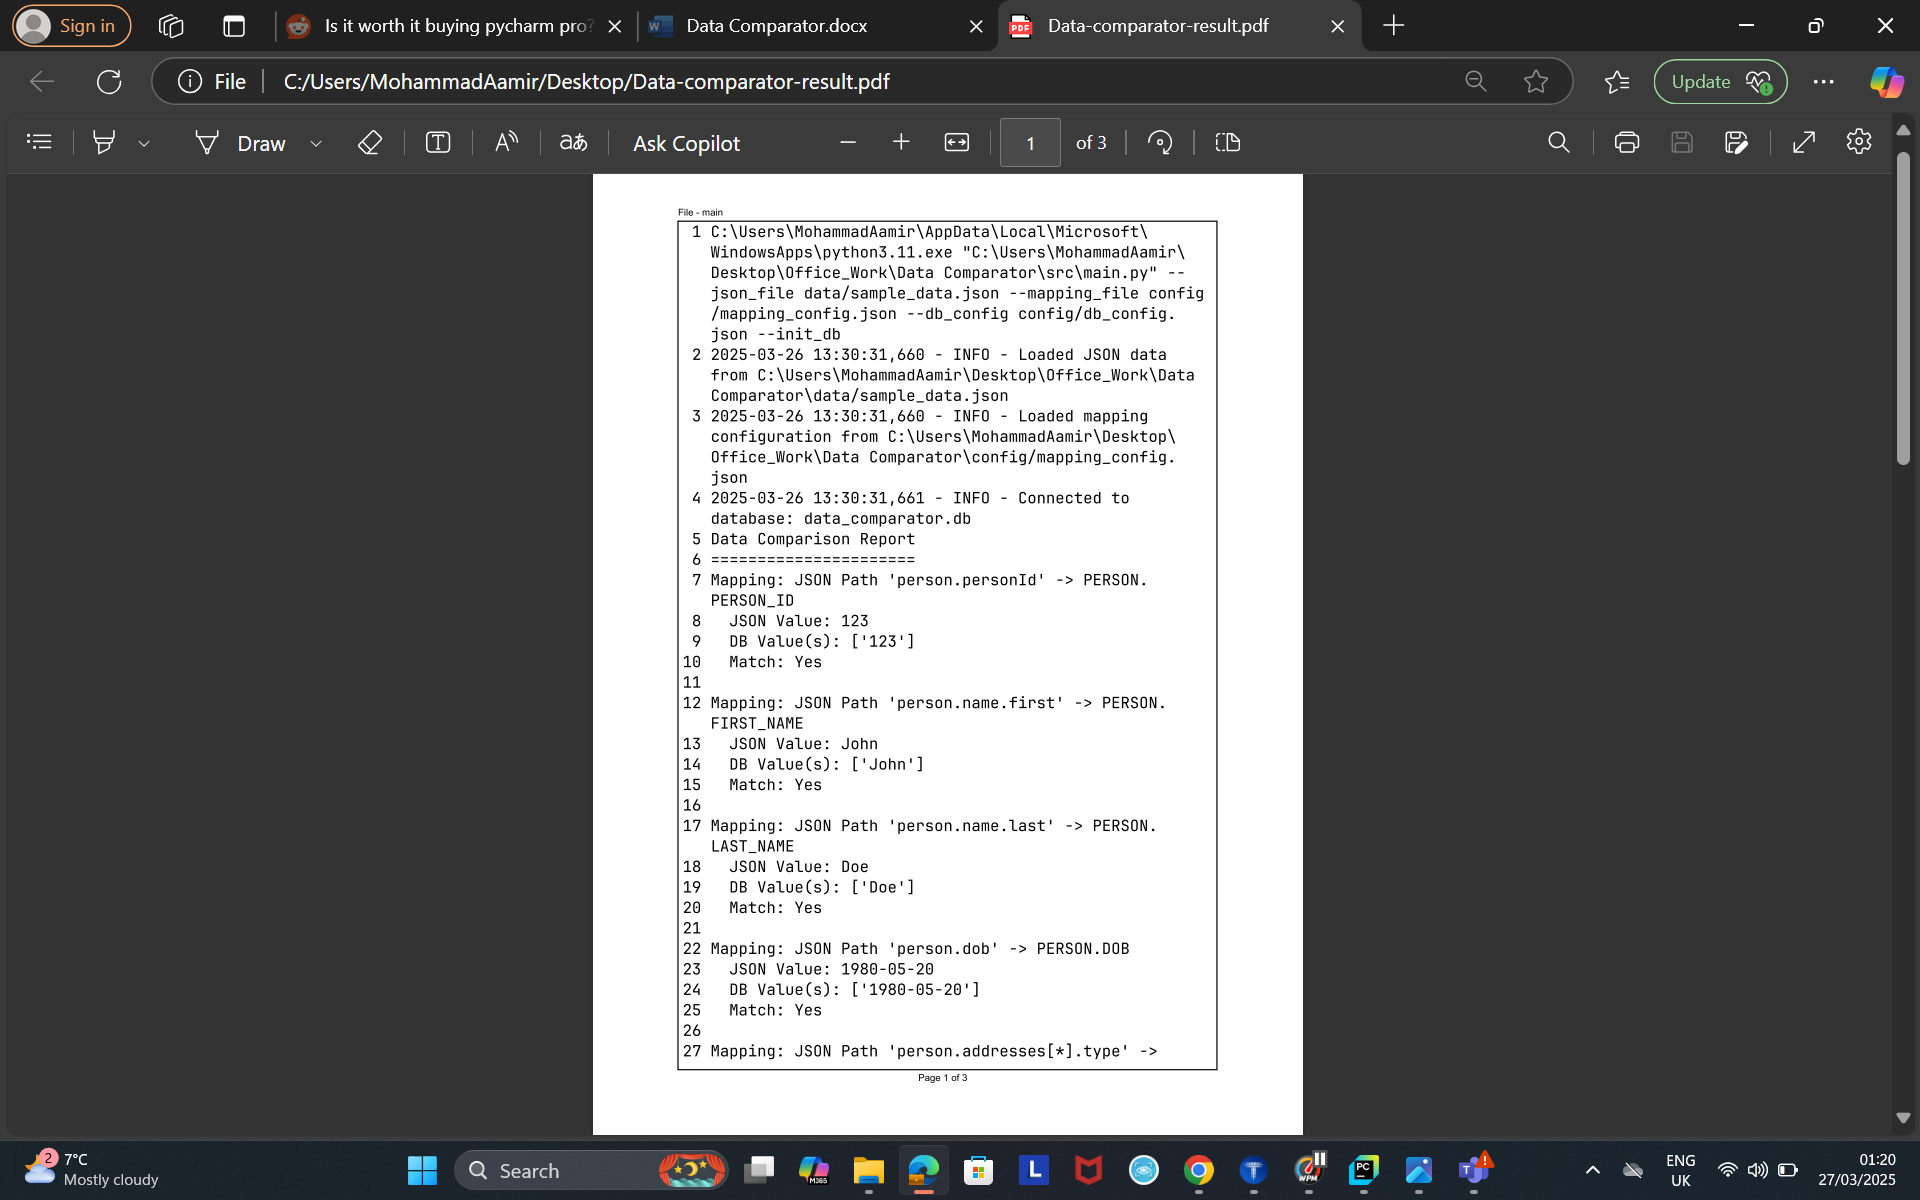 Sign in
Is it worth it buying pycharm pro?
Data Comparator.docx
Data-comparator-result.pdf
File
C:/Users/MohammadAamir/Desktop/Data-comparator-result.pdf
Update
Draw
Ask Copilot
1
of 3
File - main
1 C:\Users\MohammadAamir\AppData\Local\Microsoft\
WindowsApps\python3.11.exe "C:\Users\MohammadAamir\
Desktop\Office_Work\Data Comparator\src\main.py" --
json_file data/sample_data.json --mapping_file config
/mapping_config.json --db_config config/db_config.
json --init_db
2 2025-03-26 13:30:31,660 - INFO - Loaded JSON data
from C:\Users\MohammadAamir\Desktop\Office_Work\Data
Comparator\data/sample_data.json
3 2025-03-26 13:30:31,660 - INFO - Loaded mapping
configuration from C:\Users\MohammadAamir\Desktop\
Office_Work\Data Comparator\config/mapping_config.
json
4 2025-03-26 13:30:31,661 - INFO - Connected to
database: data_comparator.db
5 Data Comparison Report
6 ======================
7 Mapping: JSON Path 'person.personId' -> PERSON.
PERSON_ID
8 JSON Value: 123
9 DB Value(s): ['123']
10 Match: Yes
11
12 Mapping: JSON Path 'person.name.first' -> PERSON.
FIRST_NAME
13 JSON Value: John
14 DB Value(s): ['John']
15 Match: Yes
16
17 Mapping: JSON Path 'person.name.last' -> PERSON.
LAST_NAME
18 JSON Value: Doe
19 DB Value(s): ['Doe']
20 Match: Yes
21
22 Mapping: JSON Path 'person.dob' -> PERSON.DOB
23 JSON Value: 1980-05-20
24 DB Value(s): ['1980-05-20']
25 Match: Yes
26
27 Mapping: JSON Path 'person.addresses[*].type' ->
Page 1 of 3
2
7°C
Mostly cloudy
Search
M365
L
WPM
PC
ENG
UK
01:20
27/03/2025